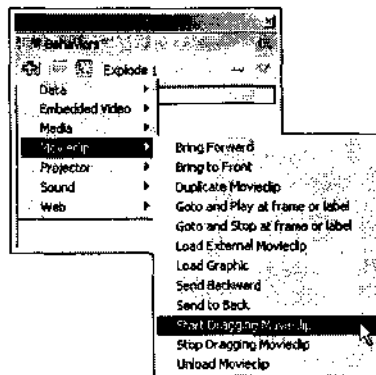 Behaviors
Explode 1
Data
Embedded Video
Media
Movieclip
Projector
Sound
Web
Bring Forward
Bring to Front
Duplicate Movieclip
Goto and Play at frame or label
Goto and Stop at frame or label
Load External Movieclip
Load Graphic
Send Backward
Send to Back
Start Dragging Movieclip
Stop Dragging Movieclip
Unload Movieclip